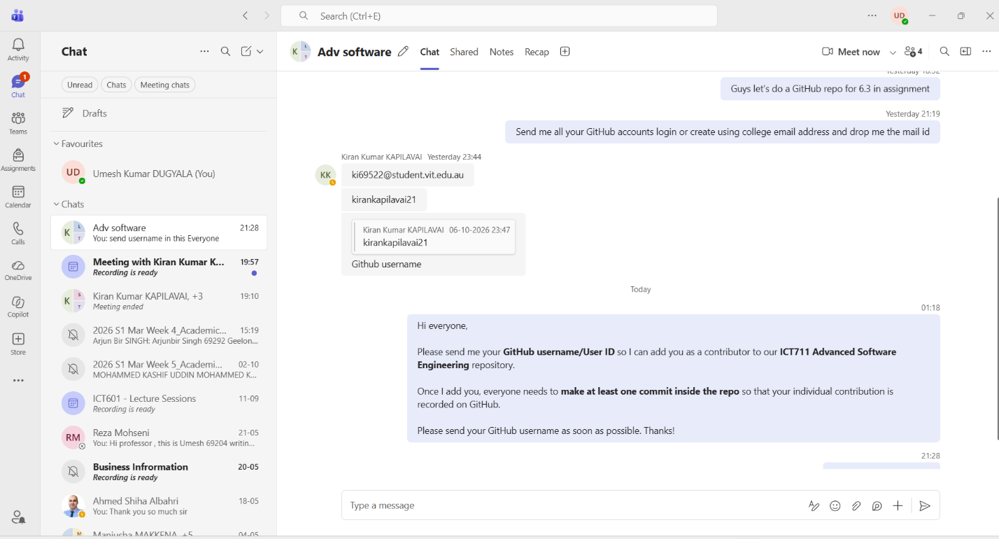 Search (Ctrl+E)
UD
Activity
1
Chat
Teams
Assignments
Calendar
Calls
OneDrive
Copilot
Store
Chat
Unread
Chats
Meeting chats
Drafts
Favourites
UD
Umesh Kumar DUGYALA (You)
Chats
K L T
Adv software
21:28
You: send username in this Everyone
Meeting with Kiran Kumar K...
19:57
Recording is ready
K S T
Kiran Kumar KAPILAVAI, +3
19:10
Meeting ended
2026 S1 Mar Week 4_Academic...
15:19
Arjun Bir SINGH: Arjunbir Singh 69292 Geelon...
2026 S1 Mar Week 5_Academi...
02-10
MOHAMMED KASHIF UDDIN MOHAMMED K...
ICT601 - Lecture Sessions
11-09
Recording is ready
RM
Reza Mohseni
21-05
You: Hi professor , this is Umesh 69204 writin...
Business Infrormation
20-05
Recording is ready
Ahmed Shiha Albahri
18-05
You: Thank you so much sir
M
Manjusha MAKKENA, +5
04-05
K L T
Adv software
Chat
Shared
Notes
Recap
Meet now
4
Yesterday 18:52
Guys let's do a GitHub repo for 6.3 in assignment
Yesterday 21:19
Send me all your GitHub accounts login or create using college email address and drop me the mail id
Kiran Kumar KAPILAVAI Yesterday 23:44
KK
ki69522@student.vit.edu.au
kirankapilavai21
Kiran Kumar KAPILAVAI 06-10-2026 23:47
kirankapilavai21
Github username
Today
01:18
Hi everyone,
Please send me your GitHub username/User ID so I can add you as a contributor to our ICT711 Advanced Software
Engineering repository.
Once I add you, everyone needs to make at least one commit inside the repo so that your individual contribution is
recorded on GitHub.
Please send your GitHub username as soon as possible. Thanks!
21:28
Type a message